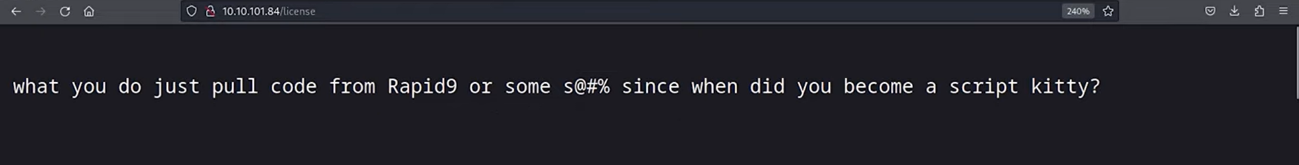 10.10.101.84/license
240%
what you do just pull code from Rapid9 or some s@#% since when did you become a script kitty?